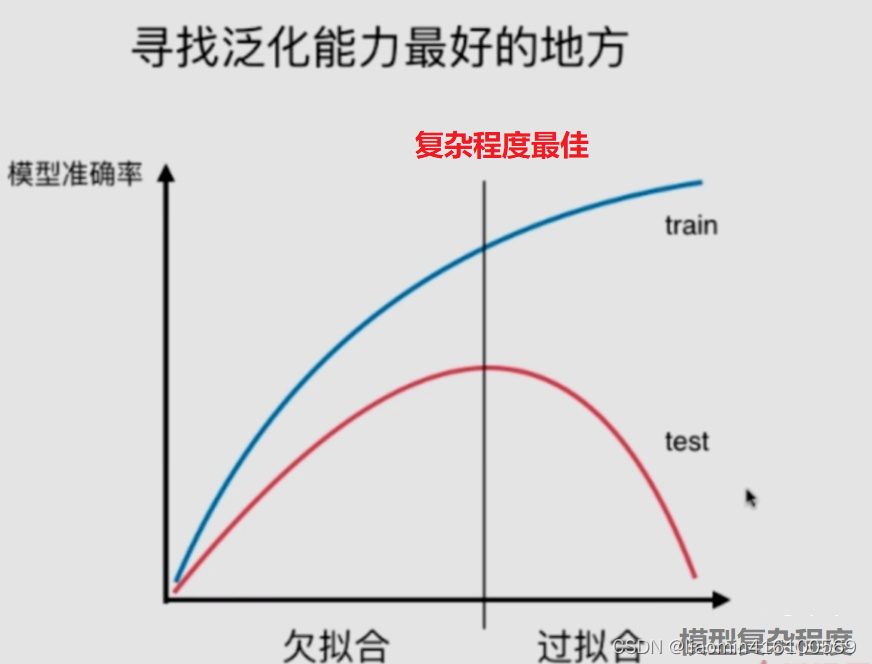 寻找泛化能力最好的地方
复杂程度最佳
模型准确率
train
test
欠拟合
过拟合
模型复杂程度
CSDN @liaomin416100569